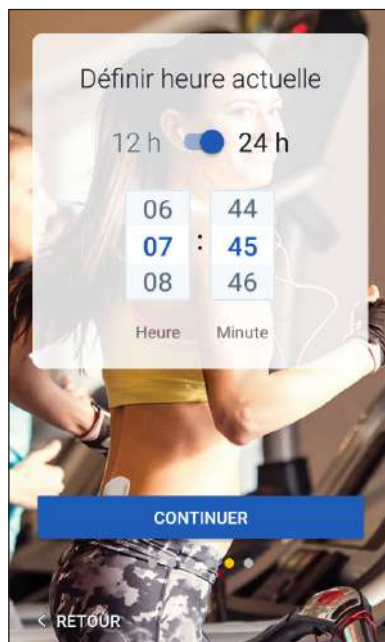 Définir heure actuelle
12 h 24 h
06 44
07 : 45
08 46
Heure Minute
CONTINUER
< RETOUR